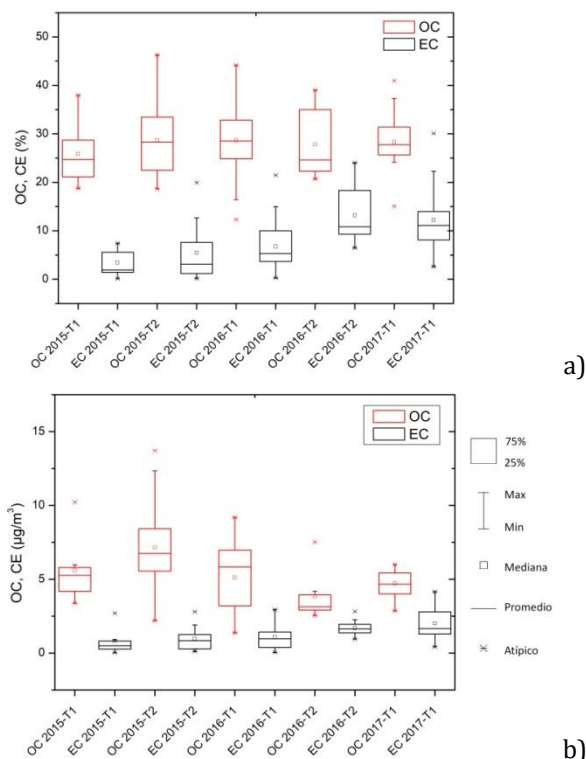 OC
EC
OC, CE (%)
50
40
30
20
10
0
OC 2015-T1
EC 2015-T1
OC 2015-T2
EC 2015-T2
OC 2016-T1
EC 2016-T1
OC 2016-T2
EC 2016-T2
OC 2017-T1
EC 2017-T1
a)
OC
EC
OC, CE (µg/m³)
15
10
5
0
OC 2015-T1
EC 2015-T1
OC 2015-T2
EC 2015-T2
OC 2016-T1
EC 2016-T1
OC 2016-T2
EC 2016-T2
OC 2017-T1
EC 2017-T1
75%
25%
Max
Min
Mediana
Promedio
Atípico
b)